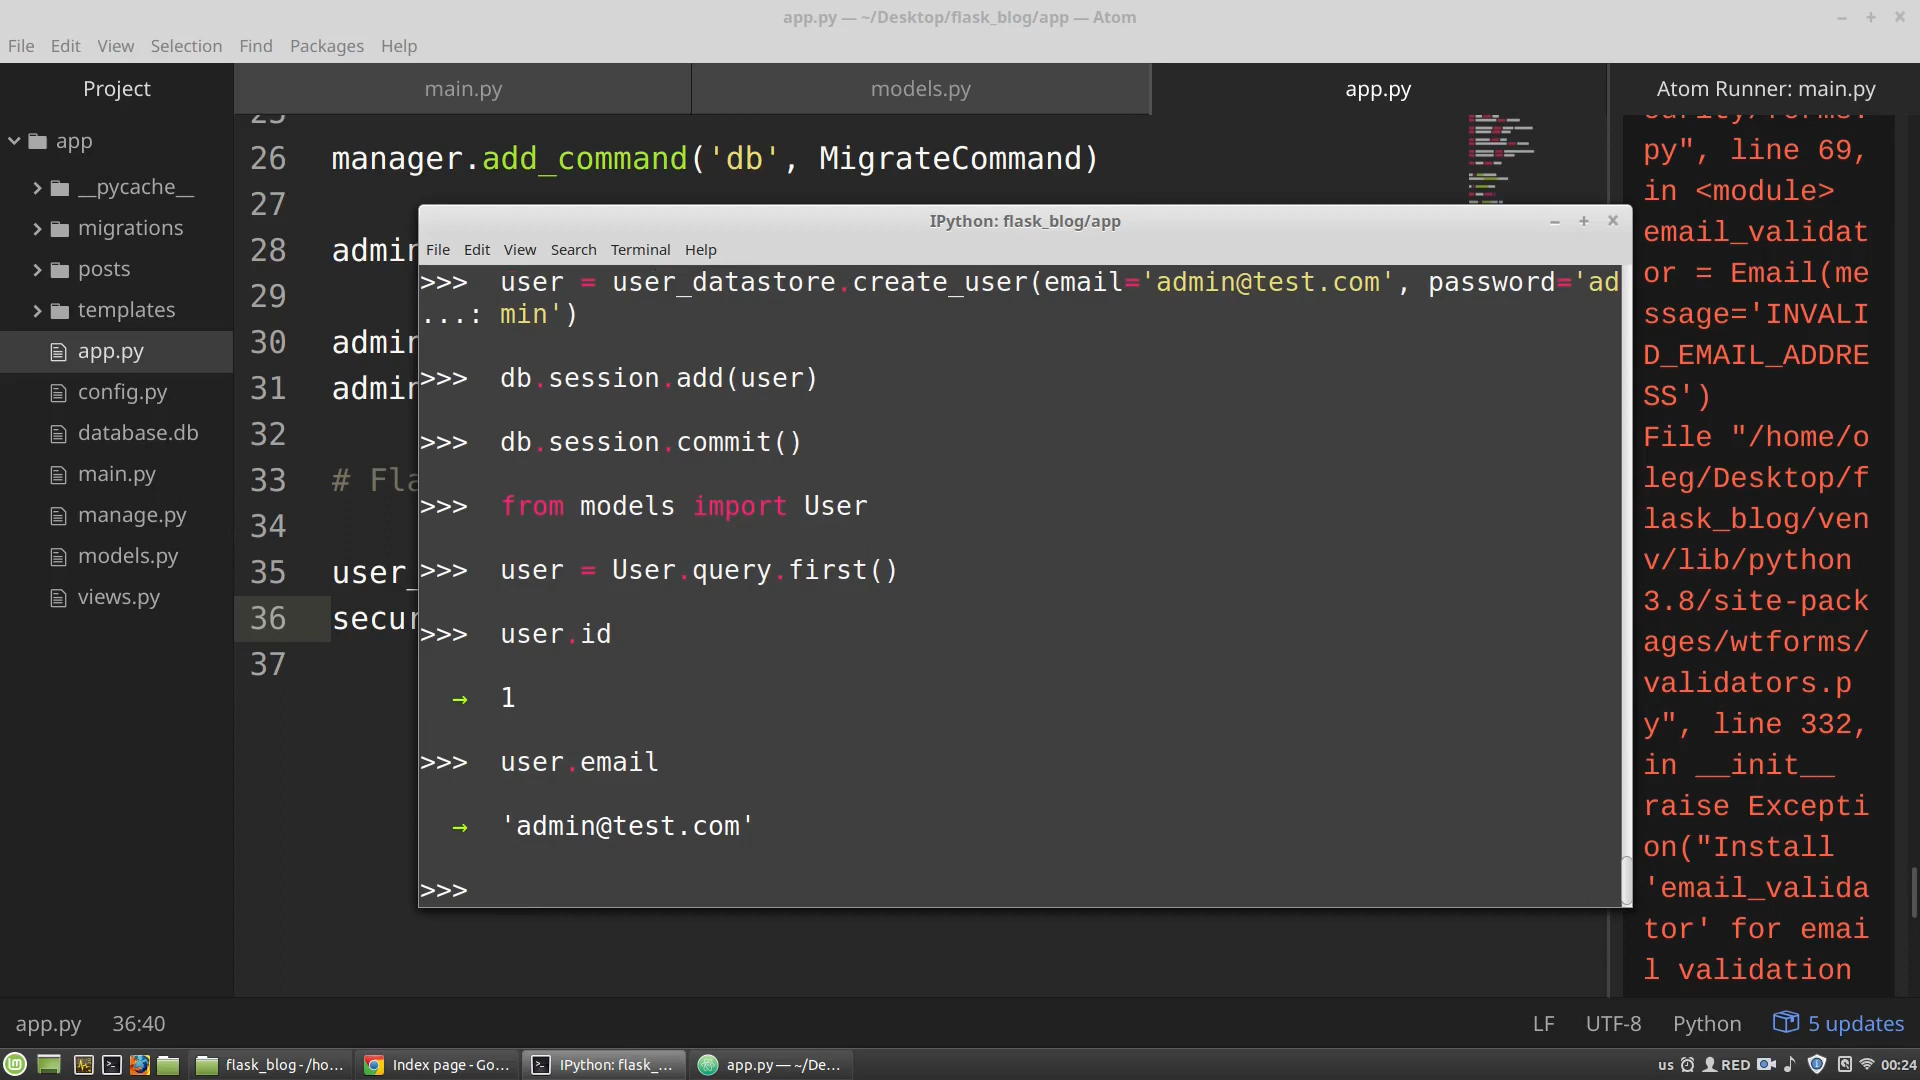 app.py — ~/Desktop/flask_blog/app — Atom
File Edit View Selection Find Packages Help
Project
main.py
models.py
app.py
Atom Runner: main.py
app
__pycache__
migrations
posts
templates
app.py
config.py
database.db
main.py
manage.py
models.py
views.py
25
26 manager.add_command('db', MigrateCommand)
27
28 admin
29
30 admin
31 admin
32
33 # Fla
34
35 user_
36 secur
37
IPython: flask_blog/app
File Edit View Search Terminal Help
>>> user = user_datastore.create_user(email='admin@test.com', password='ad
...: min')
>>> db.session.add(user)
>>> db.session.commit()
>>> from models import User
>>> user = User.query.first()
>>> user.id
→ 1
>>> user.email
→ 'admin@test.com'
>>>
curity/forms.
py", line 69,
in <module>
email_validat
or = Email(me
ssage='INVALI
D_EMAIL_ADDRE
SS')
File "/home/o
leg/Desktop/f
lask_blog/ven
v/lib/python
3.8/site-pack
ages/wtforms/
validators.p
y", line 332,
in __init__
raise Excepti
on("Install
'email_valida
tor' for emai
l validation
app.py 36:40
LF UTF-8 Python 5 updates
flask_blog - /ho...
Index page - Go...
IPython: flask_...
app.py — ~/De...
us RED 00:24